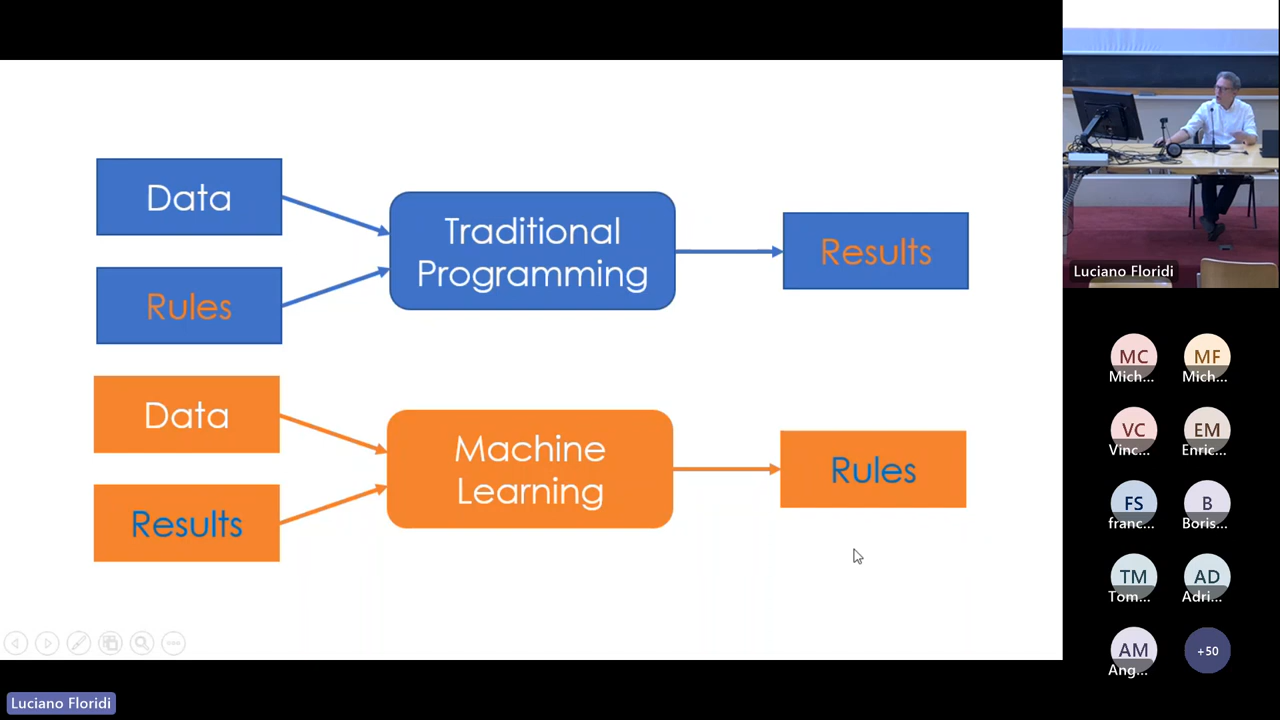 Data
Rules
Traditional
Programming
Results
Data
Results
Machine
Learning
Rules
Luciano Floridi
MC
Mich...
MF
Mich...
VC
Vinc...
EM
Enric...
FS
franc...
B
Boris...
TM
Tom...
AD
Adri...
AM
Ang...
+50
Luciano Floridi